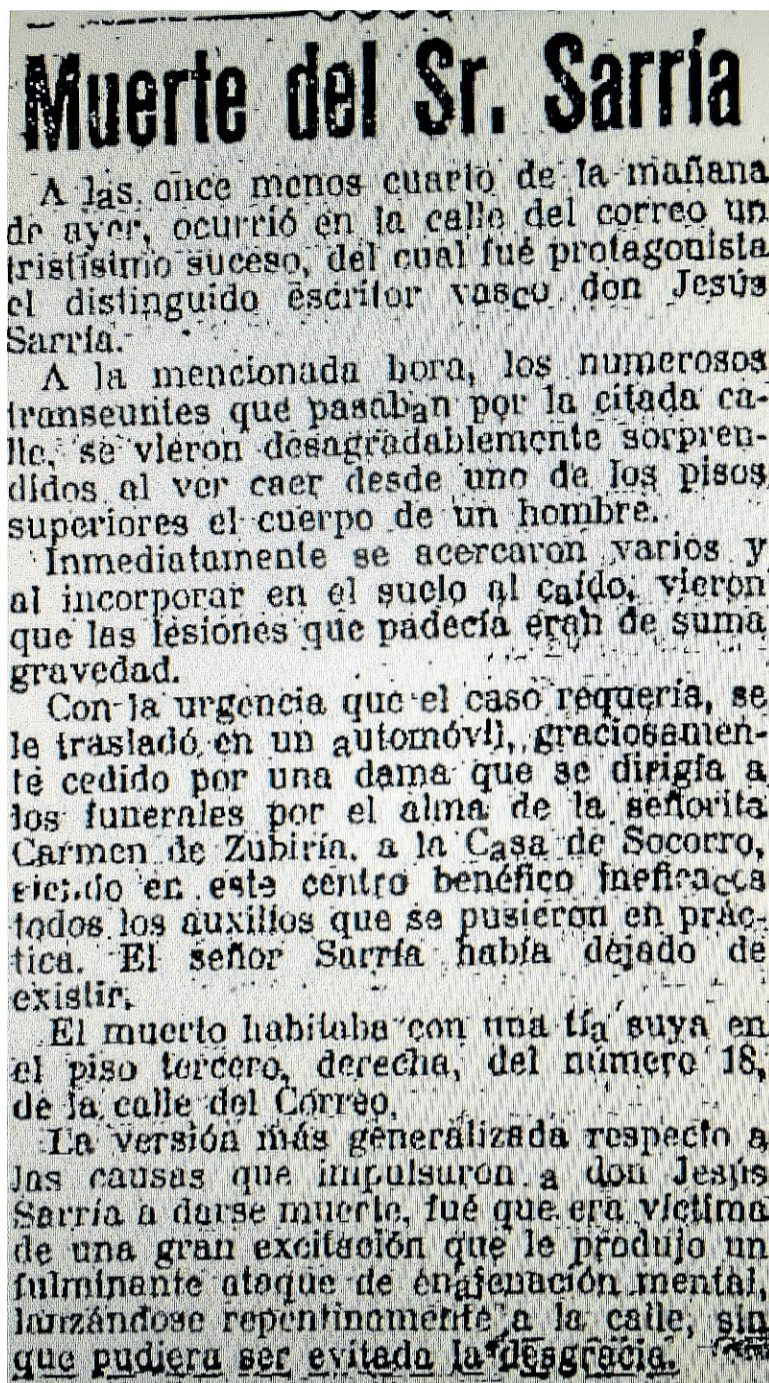 Muerte del Sr. Sarría
A las once menos cuarto de la mañana
de ayer, ocurrió en la calle del correo un
tristísimo suceso, del cual fué protagonista
el distinguido escritor vasco don Jesús
Sarría.
A la mencionada hora, los numerosos
transeuntes que pasaban por la citada ca-
lle, se vieron desagradablemente sorpren-
didos al ver caer desde uno de los pisos
superiores el cuerpo de un hombre.
Inmediatamente se acercaron varios y
al incorporar en el suelo al caído, vieron
que las lesiones que padecía eran de suma
gravedad.
Con la urgencia que el caso requería, se
le trasladó en un automóvil, graciosamen-
te cedido por una dama que se dirigía a
los funerales por el alma de la señorita
Carmen de Zubiría, a la Casa de Socorro,
siendo en este centro benéfico ineficaces
todos los auxilios que se pusieron en prác-
tica. El señor Sarría había dejado de
existir.
El muerto habitaba con una tía suya en
el piso tercero, derecha, del número 18,
de la calle del Correo.
La versión más generalizada respecto a
las causas que impulsaron a don Jesús
Sarría a darse muerte, fué que era víctima
de una gran excitación que le produjo un
fulminante ataque de enajenación mental,
lanzándose repentinamente a la calle, sin
que pudiera ser evitada la desgracia.